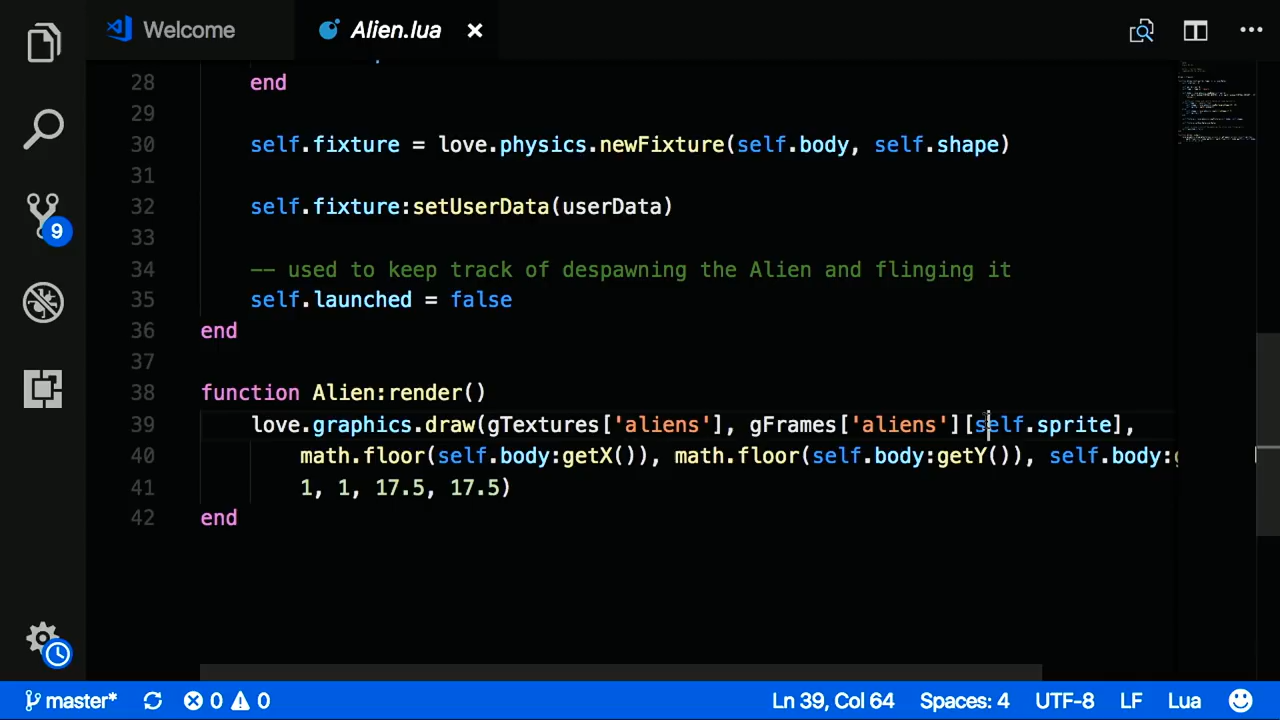 Welcome
Alien.lua
28 end
29
30 self.fixture = love.physics.newFixture(self.body, self.shape)
31
32 self.fixture:setUserData(userData)
33
34 -- used to keep track of despawning the Alien and flinging it
35 self.launched = false
36 end
37
38 function Alien:render()
39 love.graphics.draw(gTextures['aliens'], gFrames['aliens'][self.sprite],
40 math.floor(self.body:getX()), math.floor(self.body:getY()), self.body:
41 1, 1, 17.5, 17.5)
42 end
9
master* 0 0 Ln 39, Col 64 Spaces: 4 UTF-8 LF Lua